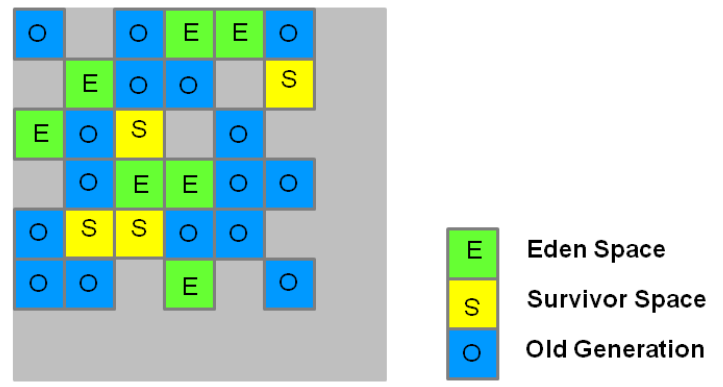 O O E E O
E O O S
E O S O
O E E O O
O S S O O
O O E O
E Eden Space
S Survivor Space
O Old Generation